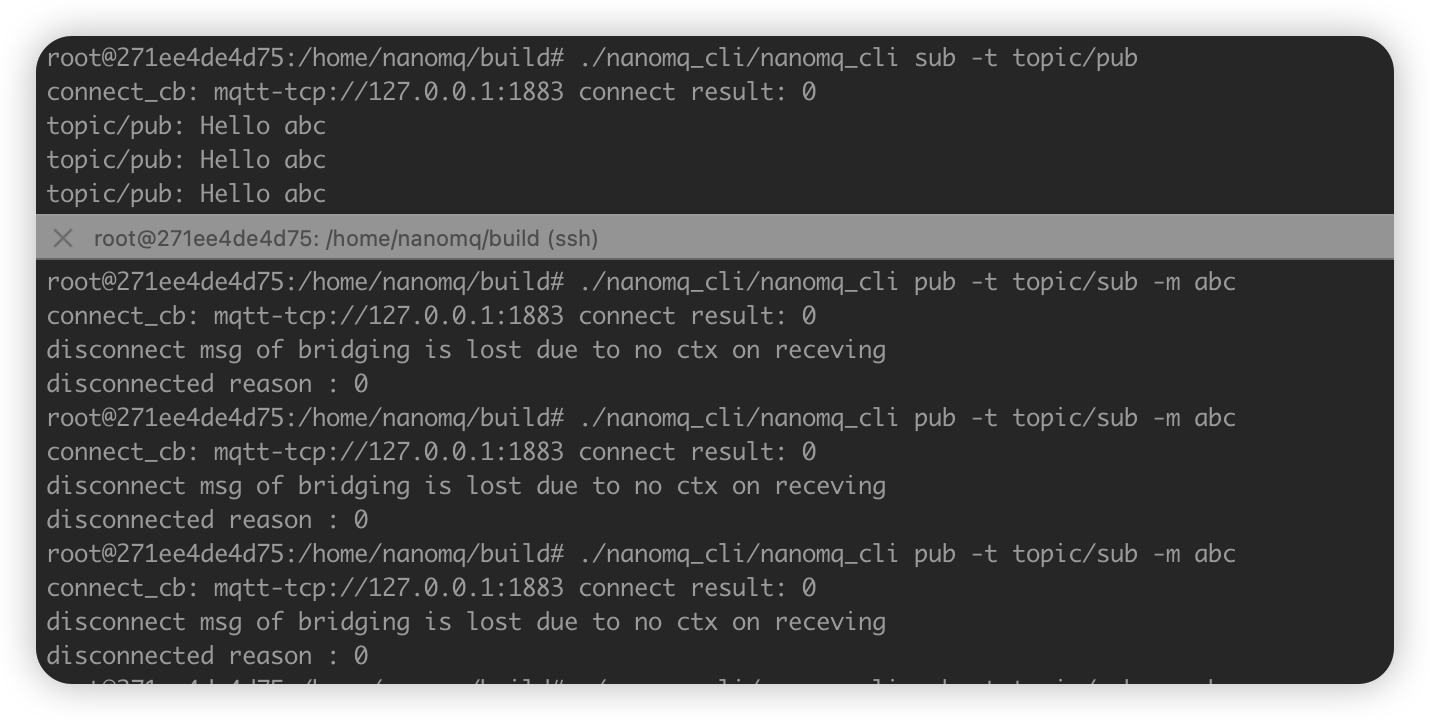 root@271ee4de4d75:/home/nanomq/build# ./nanomq_cli/nanomq_cli sub -t topic/pub
connect_cb: mqtt-tcp://127.0.0.1:1883 connect result: 0
topic/pub: Hello abc
topic/pub: Hello abc
topic/pub: Hello abc
root@271ee4de4d75: /home/nanomq/build (ssh)
root@271ee4de4d75:/home/nanomq/build# ./nanomq_cli/nanomq_cli pub -t topic/sub -m abc
connect_cb: mqtt-tcp://127.0.0.1:1883 connect result: 0
disconnect msg of bridging is lost due to no ctx on receving
disconnected reason : 0
root@271ee4de4d75:/home/nanomq/build# ./nanomq_cli/nanomq_cli pub -t topic/sub -m abc
connect_cb: mqtt-tcp://127.0.0.1:1883 connect result: 0
disconnect msg of bridging is lost due to no ctx on receving
disconnected reason : 0
root@271ee4de4d75:/home/nanomq/build# ./nanomq_cli/nanomq_cli pub -t topic/sub -m abc
connect_cb: mqtt-tcp://127.0.0.1:1883 connect result: 0
disconnect msg of bridging is lost due to no ctx on receving
disconnected reason : 0